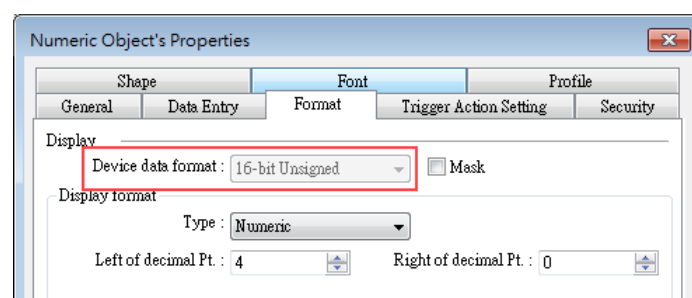 Numeric Object's Properties
Shape Font Profile
General Data Entry Format Trigger Action Setting Security
Display
Device data format : 16-bit Unsigned Mask
Display format
Type : Numeric
Left of decimal Pt. : 4 Right of decimal Pt. : 0